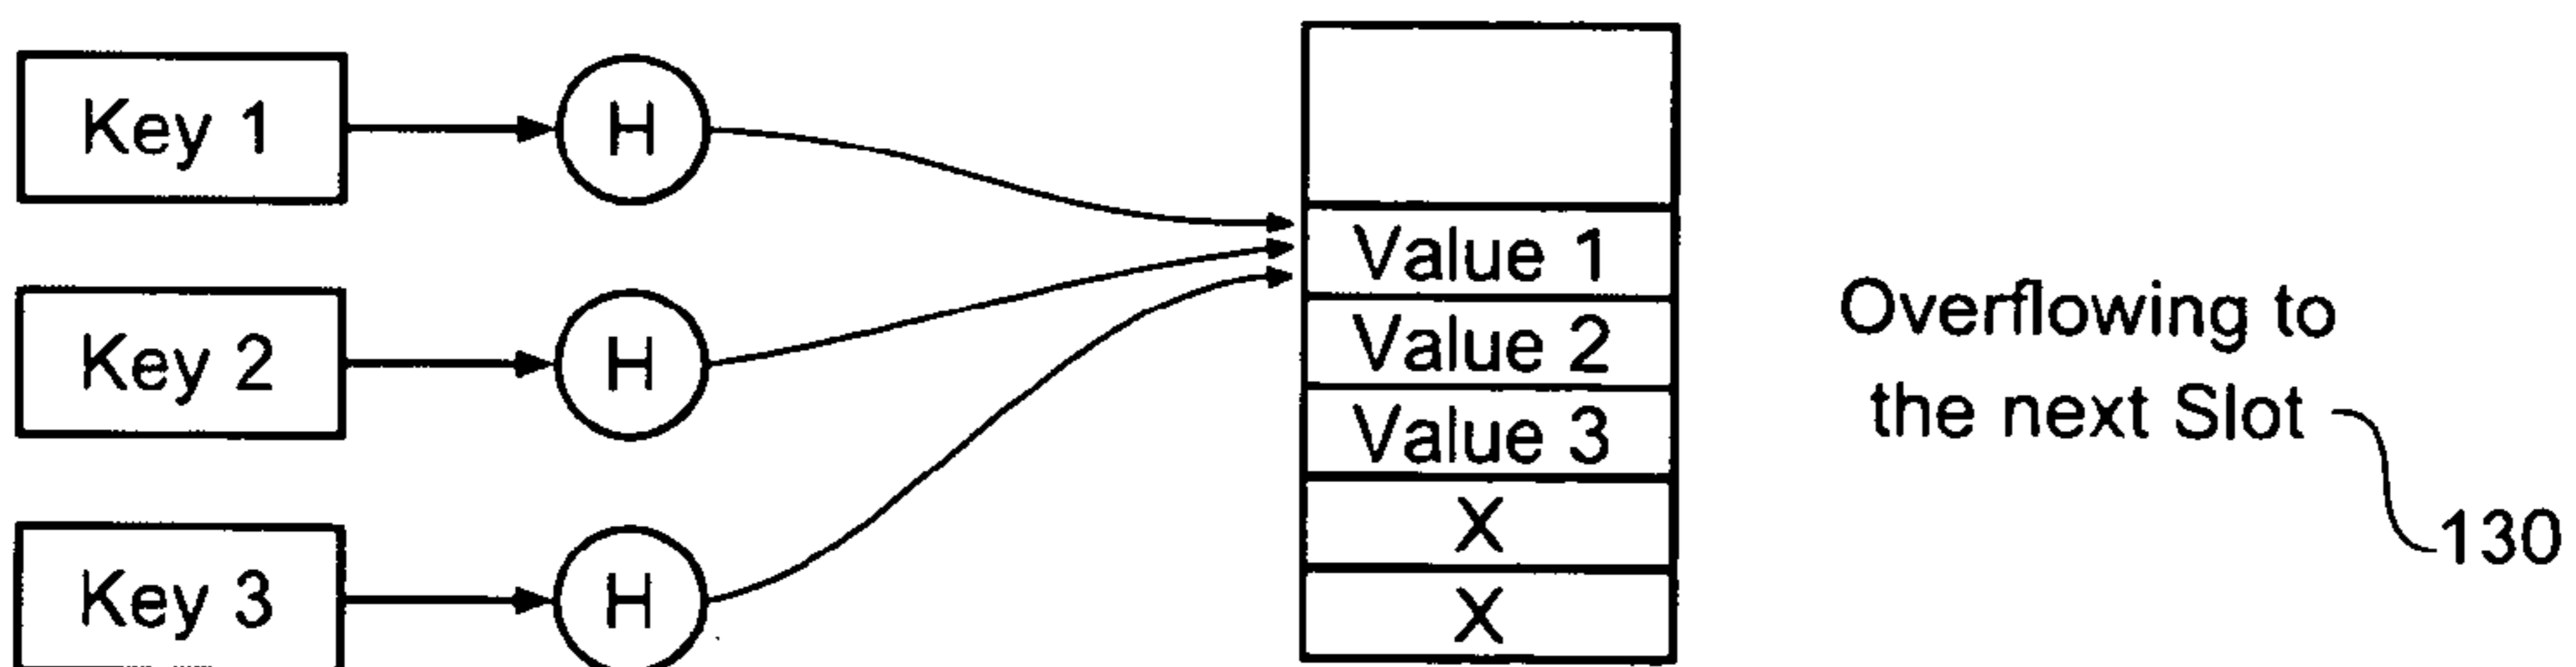 Key 1
H
Value 1
Key 2
H
Value 2
Value 3
Key 3
H
X
X
Overflowing to
the next Slot
130